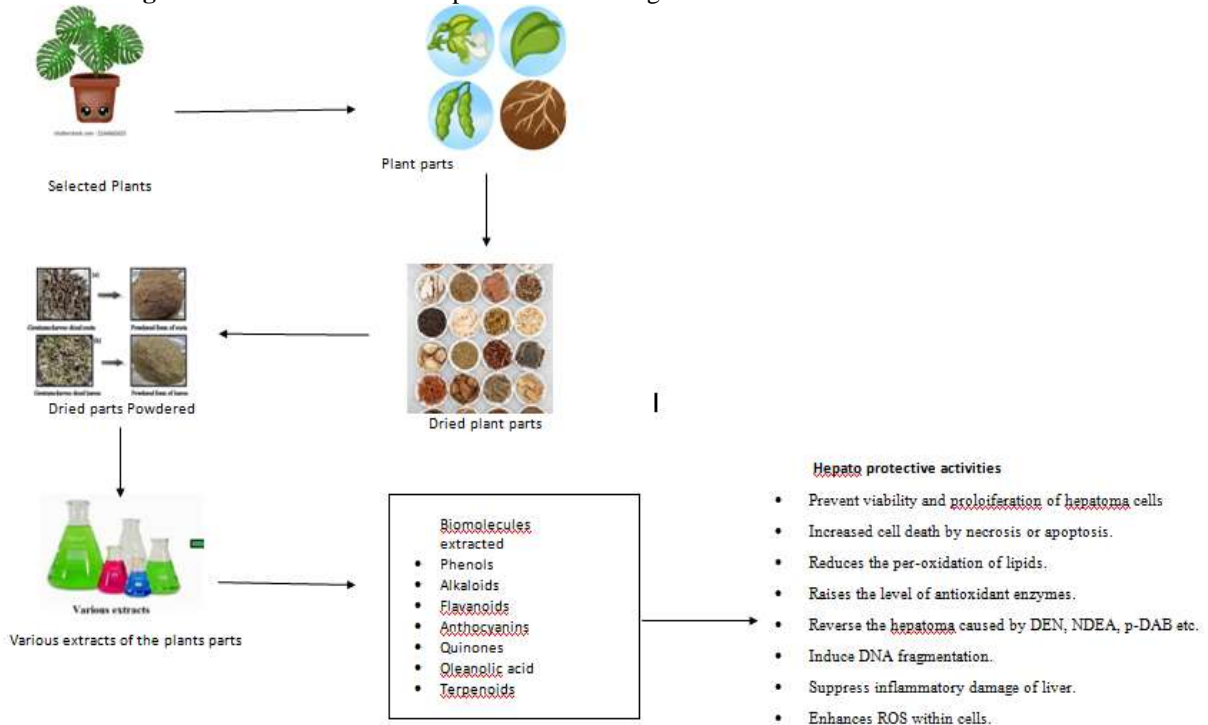 Selected Plants
Plant parts
Dried parts Powdered
Dried plant parts
Various extracts
Various extracts of the plants parts
Biomolecules
extracted
• Phenols
• Alkaloids
• Flavanoids
• Anthocyanins
• Quinones
• Oleanolic acid
• Terpenoids
Hepato protective activities
• Prevent viability and proloiferation of hepatoma cells
• Increased cell death by necrosis or apoptosis.
• Reduces the per-oxidation of lipids.
• Raises the level of antioxidant enzymes.
• Reverse the hepatoma caused by DEN, NDEA, p-DAB etc.
• Induce DNA fragmentation.
• Suppress inflammatory damage of liver.
• Enhances ROS within cells.